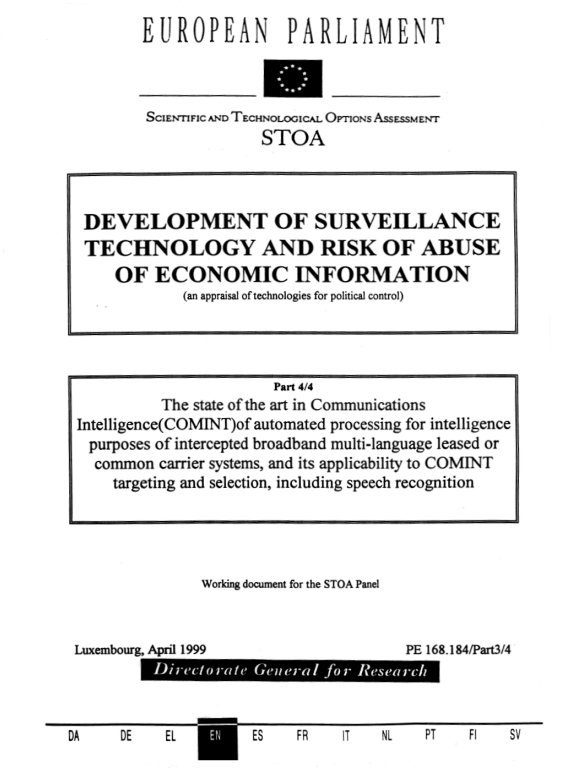 EUROPEAN PARLIAMENT
SCIENTIFIC AND TECHNOLOGICAL OPTIONS ASSESSMENT
STOA
DEVELOPMENT OF SURVEILLANCE
TECHNOLOGY AND RISK OF ABUSE
OF ECONOMIC INFORMATION
(an appraisal of technologies for political control)
Part 4/4
The state of the art in Communications
Intelligence(COMINT)of automated processing for intelligence
purposes of intercepted broadband multi-language leased or
common carrier systems, and its applicability to COMINT
targeting and selection, including speech recognition
Working document for the STOA Panel
Luxembourg, April 1999 PE 168.184/Part3/4
Directorate General for Research
DA DE EL EN ES FR IT NL PT FI SV